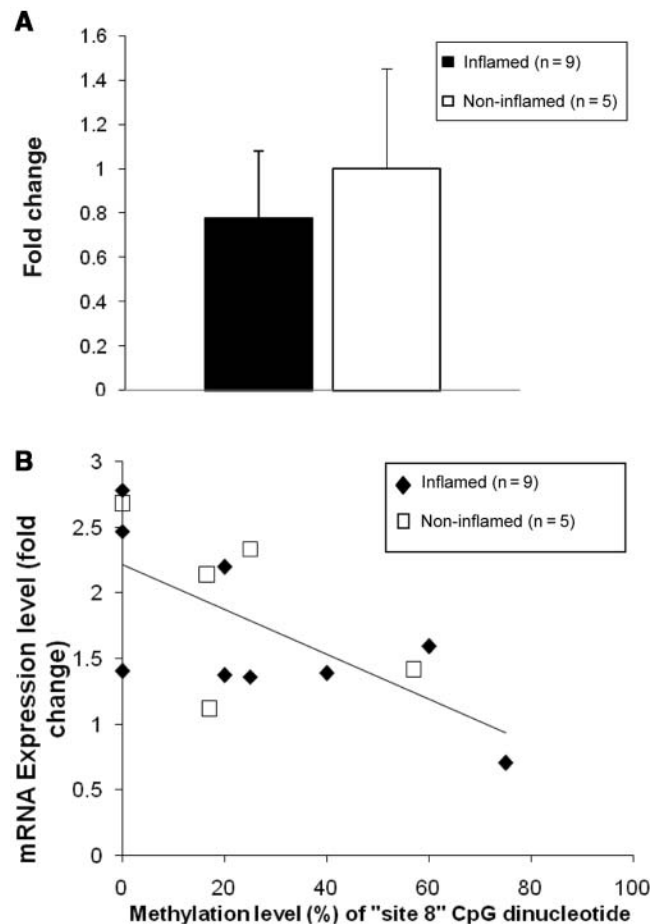 A
Fold change
1.6
1.4
1.2
1
0.8
0.6
0.4
0.2
0
Inflamed (n = 9)
Non-inflamed (n = 5)
B
mRNA Expression level (fold
change)
3
2.5
2
1.5
1
0.5
0
Inflamed (n = 9)
Non-inflamed (n = 5)
0 20 40 60 80 100
Methylation level (%) of "site 8" CpG dinucleotide